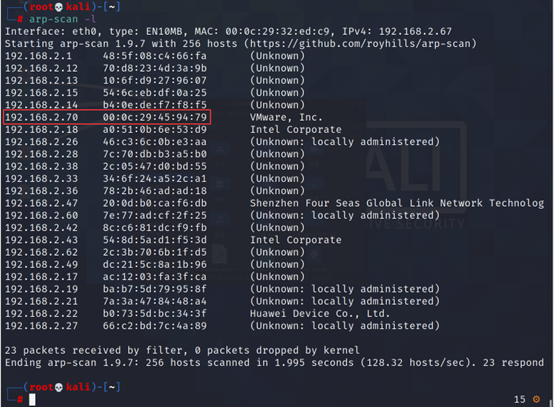 (root💀kali)-[~]
# arp-scan -l
Interface: eth0, type: EN10MB, MAC: 00:0c:29:32:ed:c9, IPv4: 192.168.2.67
Starting arp-scan 1.9.7 with 256 hosts (https://github.com/royhills/arp-scan)
192.168.2.1 48:5f:08:c4:66:fa (Unknown)
192.168.2.12 70:d8:23:4d:3a:9b (Unknown)
192.168.2.13 10:6f:d9:27:96:07 (Unknown)
192.168.2.15 54:6c:eb:df:0a:25 (Unknown)
192.168.2.14 b4:0e:de:f7:f8:f5 (Unknown)
192.168.2.70 00:0c:29:45:94:79 VMware, Inc.
192.168.2.18 a0:51:0b:6e:53:d9 Intel Corporate
192.168.2.26 46:c3:6c:0b:e3:aa (Unknown: locally administered)
192.168.2.28 7c:70:db:b3:a5:b0 (Unknown)
192.168.2.38 2c:05:47:d0:bd:55 (Unknown)
192.168.2.33 34:6f:24:a5:2c:a1 (Unknown)
192.168.2.36 78:2b:46:ad:ad:18 (Unknown)
192.168.2.47 20:0d:b0:ca:f6:db Shenzhen Four Seas Global Link Network Technolog
192.168.2.60 7e:77:ad:cf:2f:25 (Unknown: locally administered)
192.168.2.42 8c:c6:81:dc:f9:fb (Unknown)
192.168.2.43 54:8d:5a:d1:f5:3d Intel Corporate
192.168.2.62 2c:3b:70:6b:1f:d5 (Unknown)
192.168.2.49 dc:21:5c:8a:1b:96 (Unknown)
192.168.2.17 ac:12:03:fa:3f:ca (Unknown)
192.168.2.19 ba:b7:5d:79:95:8f (Unknown: locally administered)
192.168.2.21 7a:3a:47:84:48:a4 (Unknown: locally administered)
192.168.2.22 b0:73:5d:bc:34:3f Huawei Device Co., Ltd.
192.168.2.27 66:c2:bd:7c:4a:89 (Unknown: locally administered)
23 packets received by filter, 0 packets dropped by kernel
Ending arp-scan 1.9.7: 256 hosts scanned in 1.995 seconds (128.32 hosts/sec). 23 respond
(root💀kali)-[~]
#
15 ⚙